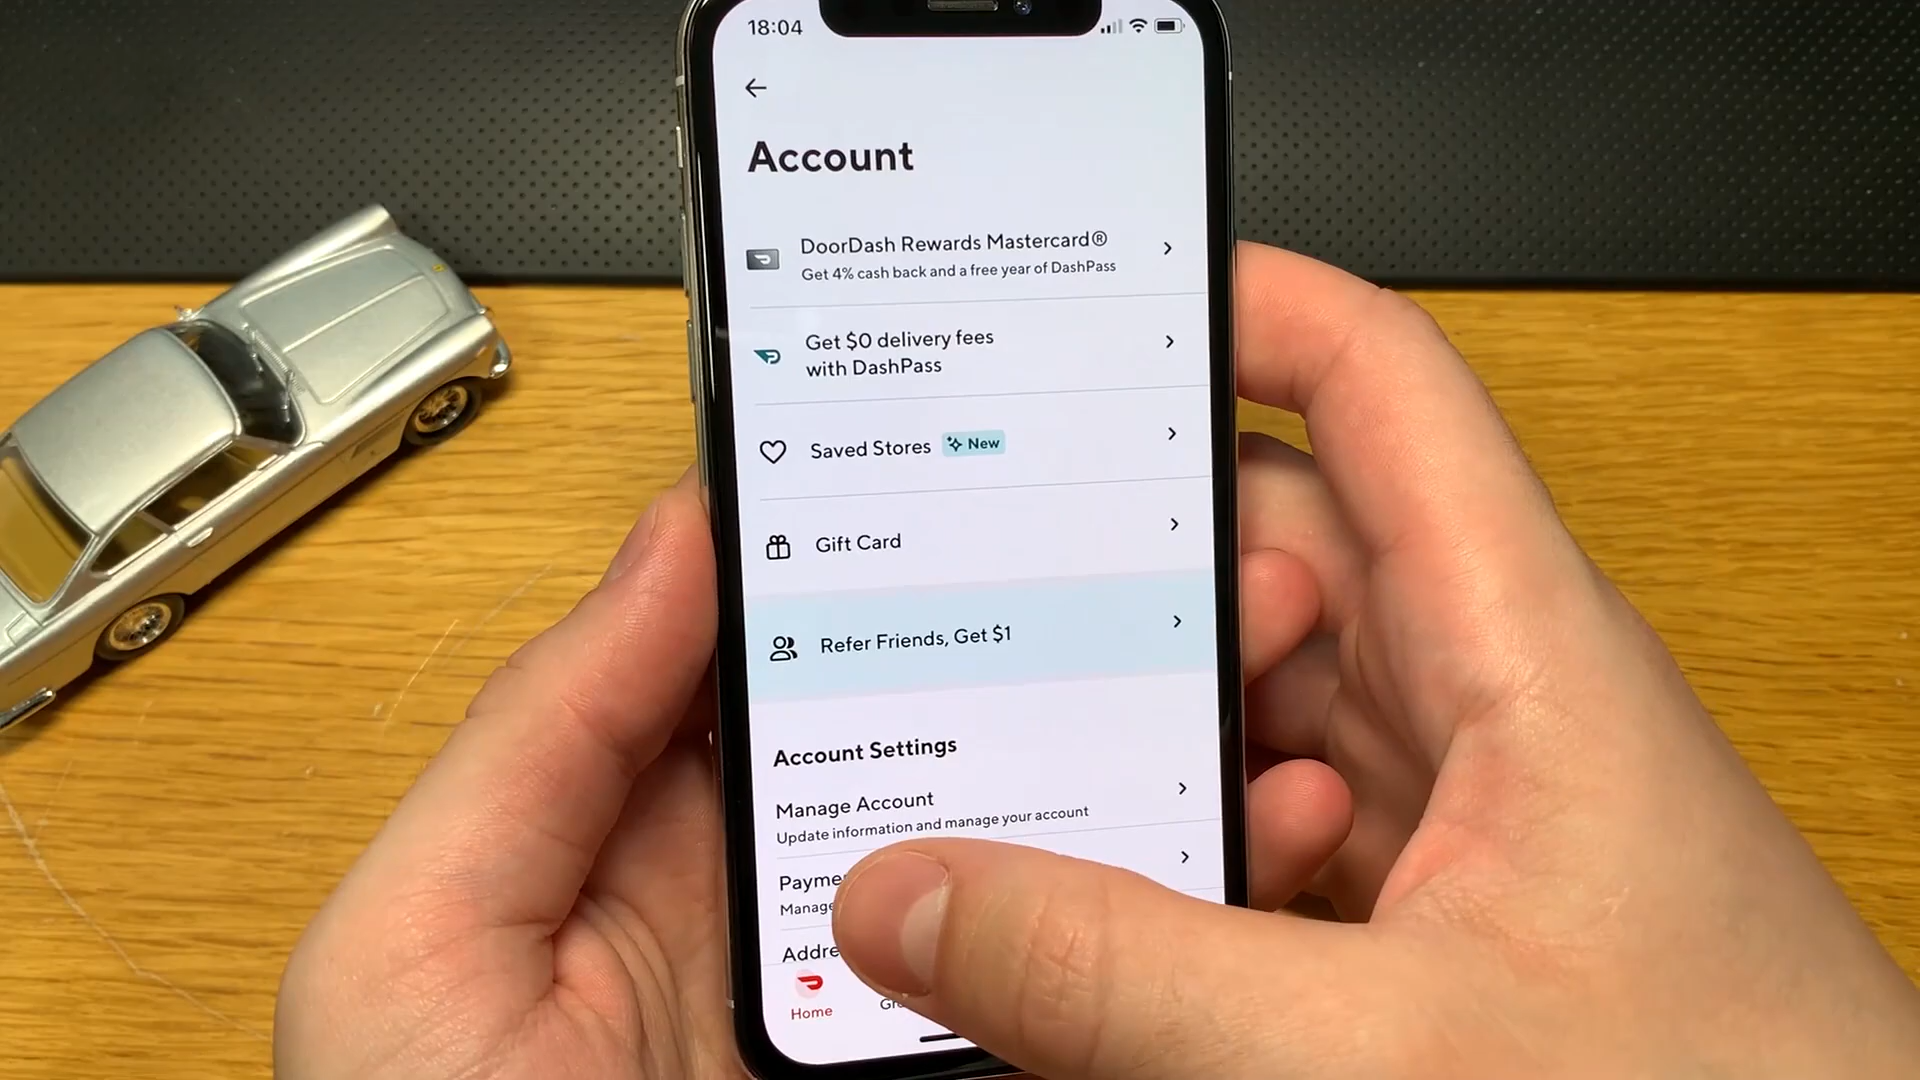 18:04
Account
DoorDash Rewards Mastercard®
Get 4% cash back and a free year of DashPass
Get $0 delivery fees
with DashPass
Saved Stores New
Gift Card
Refer Friends, Get $1
Account Settings
Manage Account
Update information and manage your account
Manage
Home